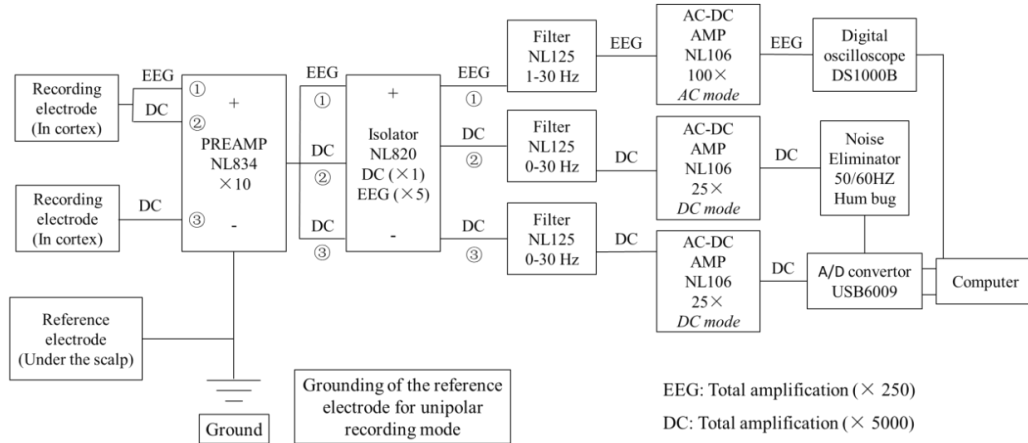 Recording
electrode
(In cortex)
EEG
①
DC
②
Recording
electrode
(In cortex)
DC
③
+
PREAMP
NL834
×10
-
Reference
electrode
(Under the scalp)
Ground
Grounding of the reference
electrode for unipolar
recording mode
EEG
①
DC
②
DC
③
+
Isolator
NL820
DC (×1)
EEG (×5)
-
EEG
①
DC
②
DC
③
Filter
NL125
1-30 Hz
Filter
NL125
0-30 Hz
Filter
NL125
0-30 Hz
EEG
DC
DC
AC-DC
AMP
NL106
100×
AC mode
AC-DC
AMP
NL106
25×
DC mode
AC-DC
AMP
NL106
25×
DC mode
EEG
DC
DC
Digital
oscilloscope
DS1000B
Noise
Eliminator
50/60HZ
Hum bug
A/D convertor
USB6009
Computer
EEG: Total amplification (× 250)
DC: Total amplification (× 5000)